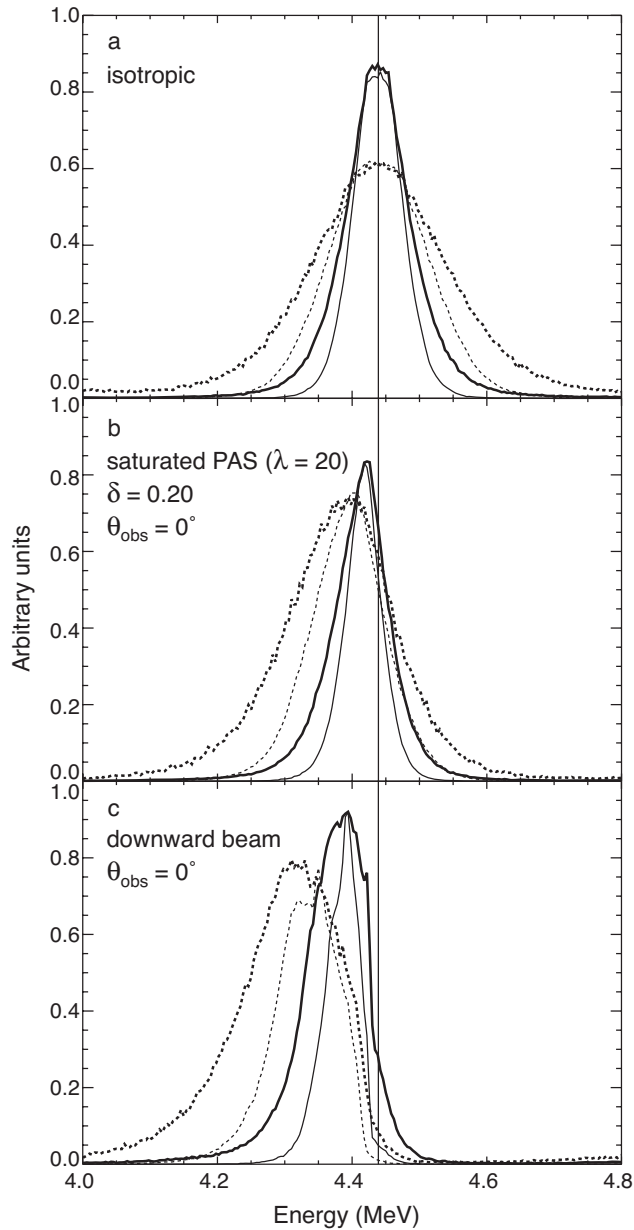 1.0
a
isotropic
0.8
0.6
0.4
0.2
0.0
1.0
b
saturated PAS (λ = 20)
0.8
δ = 0.20
θobs = 0°
0.6
0.4
0.2
0.0
1.0
c
downward beam
0.8
θobs = 0°
0.6
0.4
0.2
0.0
4.0 4.2 4.4 4.6 4.8
Energy (MeV)
Arbitrary units